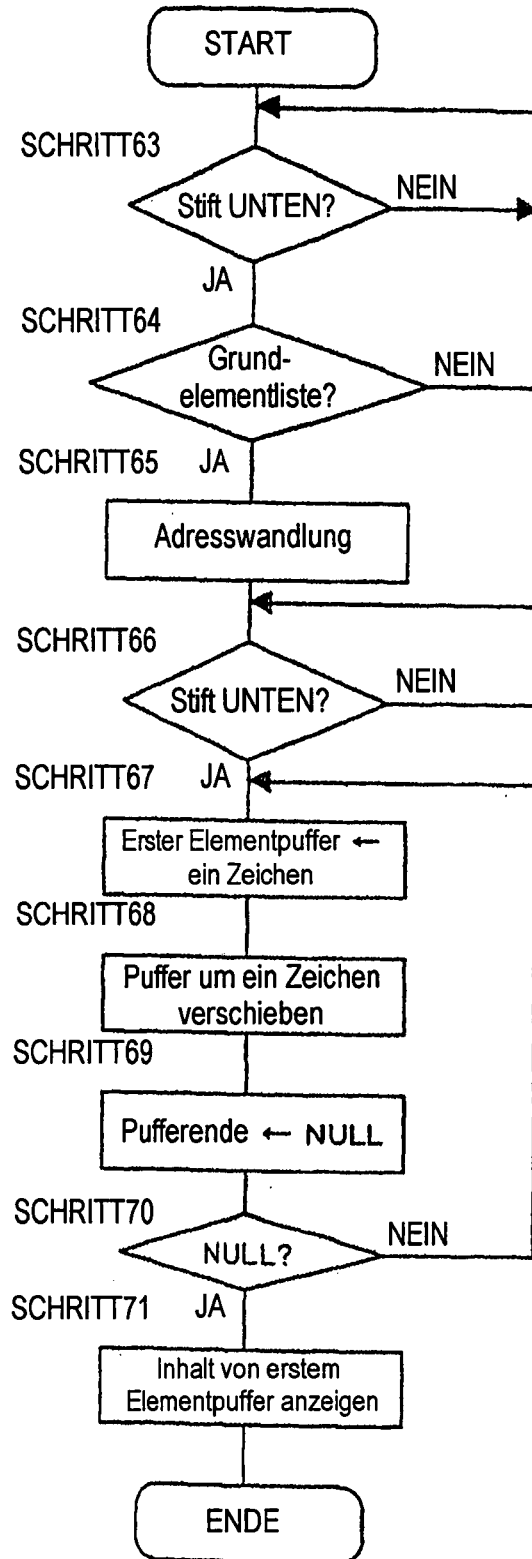 START
SCHRITT63
Stift UNTEN?
NEIN
JA
SCHRITT64
Grund-
elementliste?
NEIN
SCHRITT65
JA
Adresswandlung
SCHRITT66
Stift UNTEN?
NEIN
SCHRITT67
JA
Erster Elementpuffer ←
ein Zeichen
SCHRITT68
Puffer um ein Zeichen
verschieben
SCHRITT69
Pufferende ← NULL
SCHRITT70
NULL?
NEIN
SCHRITT71
JA
Inhalt von erstem
Elementpuffer anzeigen
ENDE